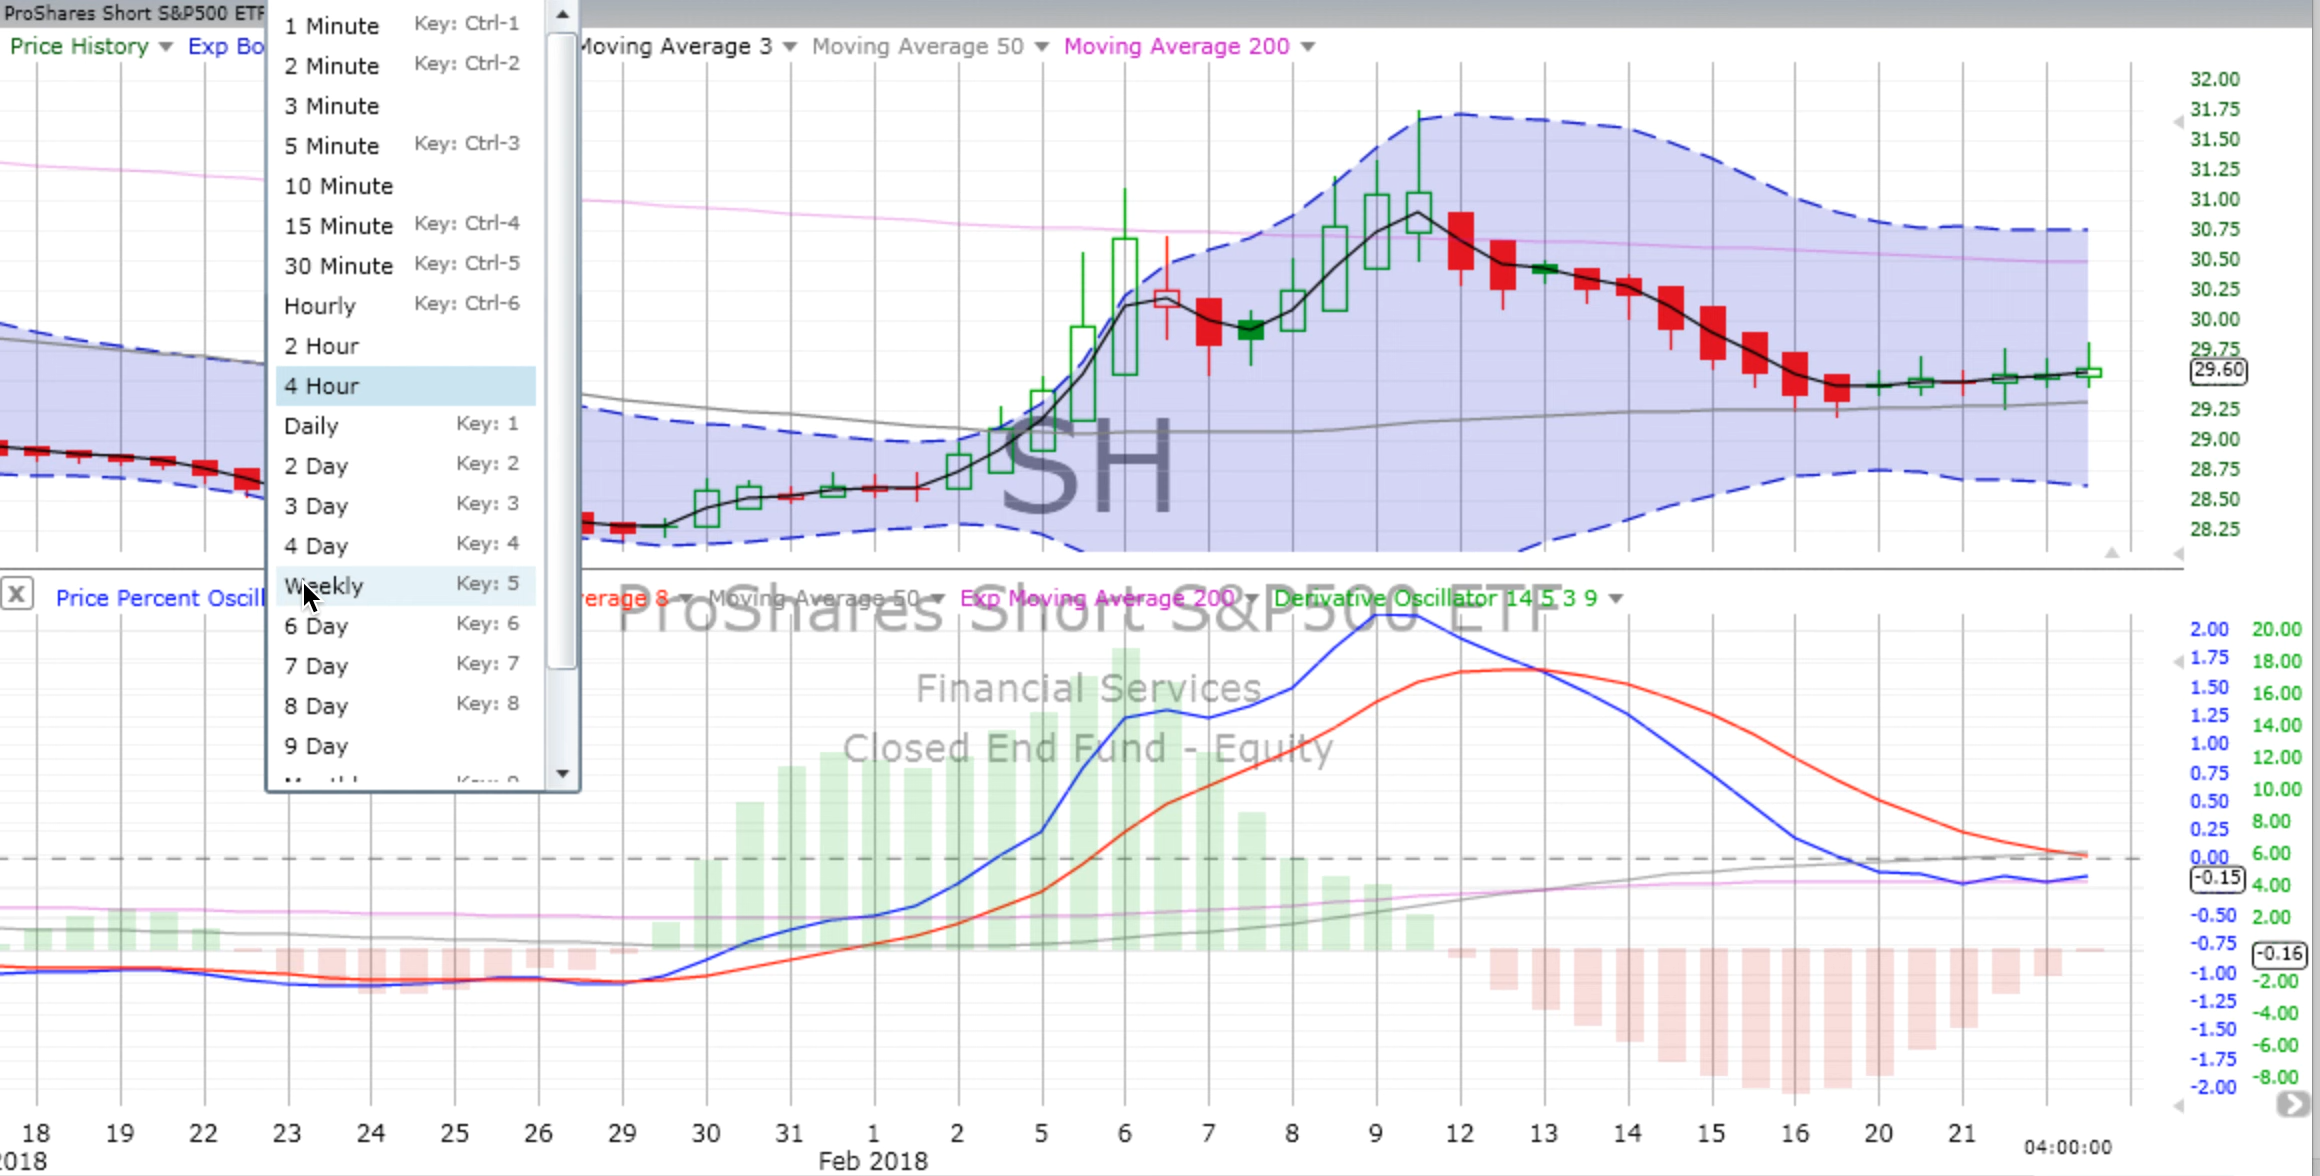 ProShares Short S&P500 ETF
Price History Exp Bo Moving Average 3 Moving Average 50 Moving Average 200
1 Minute Key: Ctrl-1
2 Minute Key: Ctrl-2
3 Minute
5 Minute Key: Ctrl-3
10 Minute
15 Minute Key: Ctrl-4
30 Minute Key: Ctrl-5
Hourly Key: Ctrl-6
2 Hour
4 Hour
Daily Key: 1
2 Day Key: 2
3 Day Key: 3
4 Day Key: 4
Weekly Key: 5
6 Day Key: 6
7 Day Key: 7
8 Day Key: 8
9 Day
32.00
31.75
31.50
31.25
31.00
30.75
30.50
30.25
30.00
29.75
29.60
29.25
29.00
28.75
28.50
28.25
SH
X Price Percent Oscill erage 8 Moving Average 50 Exp Moving Average 200 Derivative Oscillator 14 5 3 9
ProShares Short S&P500 ETF
Financial Services
Closed End Fund - Equity
2.00 20.00
1.75 18.00
1.50 16.00
1.25 14.00
1.00 12.00
0.75 10.00
0.50
0.25 8.00
0.00 6.00
-0.15 4.00
-0.50 2.00
-0.75 -0.16
-1.00 -2.00
-1.25 -4.00
-1.50 -6.00
-1.75 -8.00
-2.00
18 19 22 23 24 25 26 29 30 31 1 2 5 6 7 8 9 12 13 14 15 16 20 21 04:00:00
2018 Feb 2018